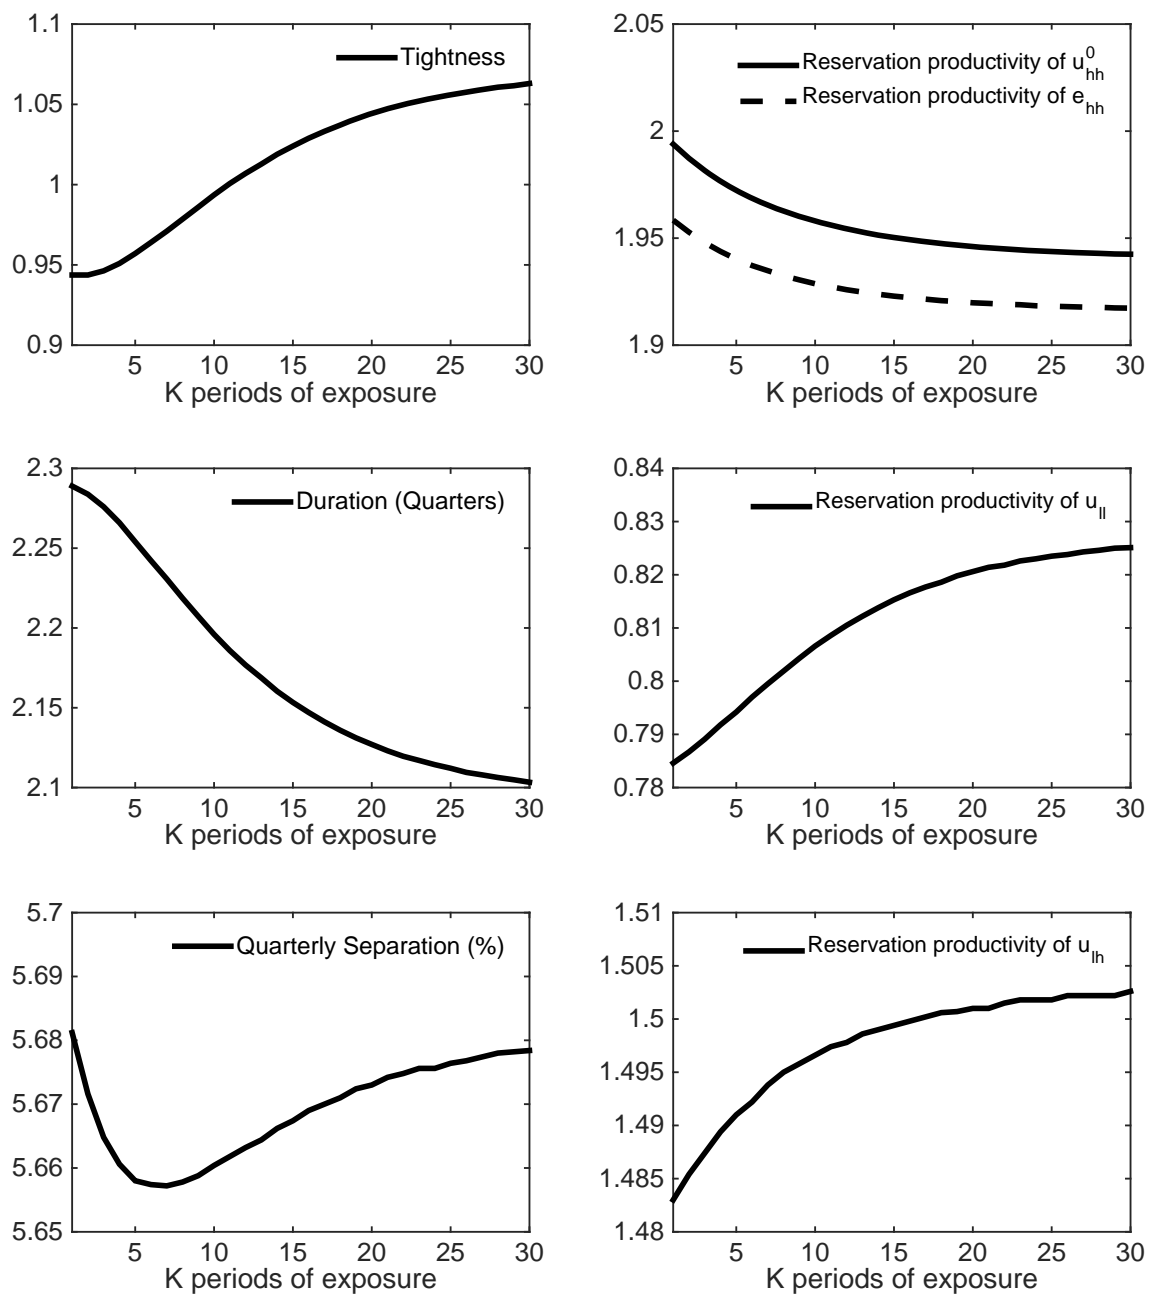 1.1
1.05
1
0.95
0.9
Tightness
5 10 15 20 25 30
K periods of exposure
2.05
2
1.95
1.9
Reservation productivity of u^0_hh
Reservation productivity of e_hh
5 10 15 20 25 30
K periods of exposure
2.3
2.25
2.2
2.15
2.1
Duration (Quarters)
5 10 15 20 25 30
K periods of exposure
0.84
0.83
0.82
0.81
0.8
0.79
0.78
Reservation productivity of u_ll
5 10 15 20 25 30
K periods of exposure
5.7
5.69
5.68
5.67
5.66
5.65
Quarterly Separation (%)
5 10 15 20 25 30
K periods of exposure
1.51
1.505
1.5
1.495
1.49
1.485
1.48
Reservation productivity of u_lh
5 10 15 20 25 30
K periods of exposure